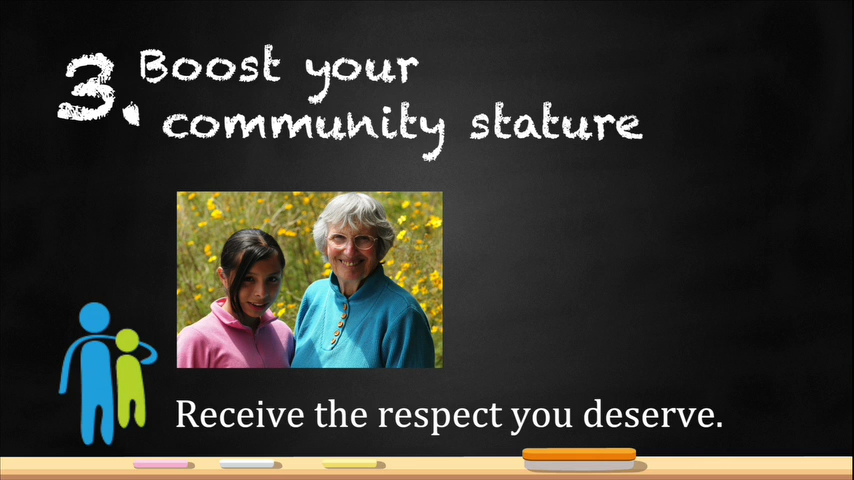 3. Boost your
community stature
Receive the respect you deserve.